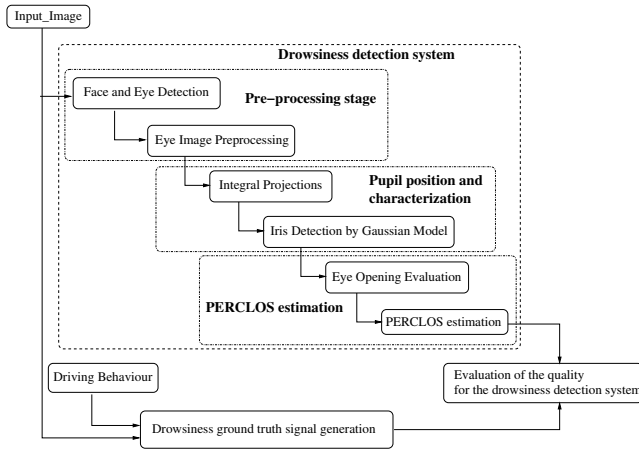 Input_Image
Drowsiness detection system
Face and Eye Detection
Pre−processing stage
Eye Image Preprocessing
Integral Projections
Pupil position and
characterization
Iris Detection by Gaussian Model
Eye Opening Evaluation
PERCLOS estimation
PERCLOS estimation
Driving Behaviour
Evaluation of the quality
for the drowsiness detection system
Drowsiness ground truth signal generation